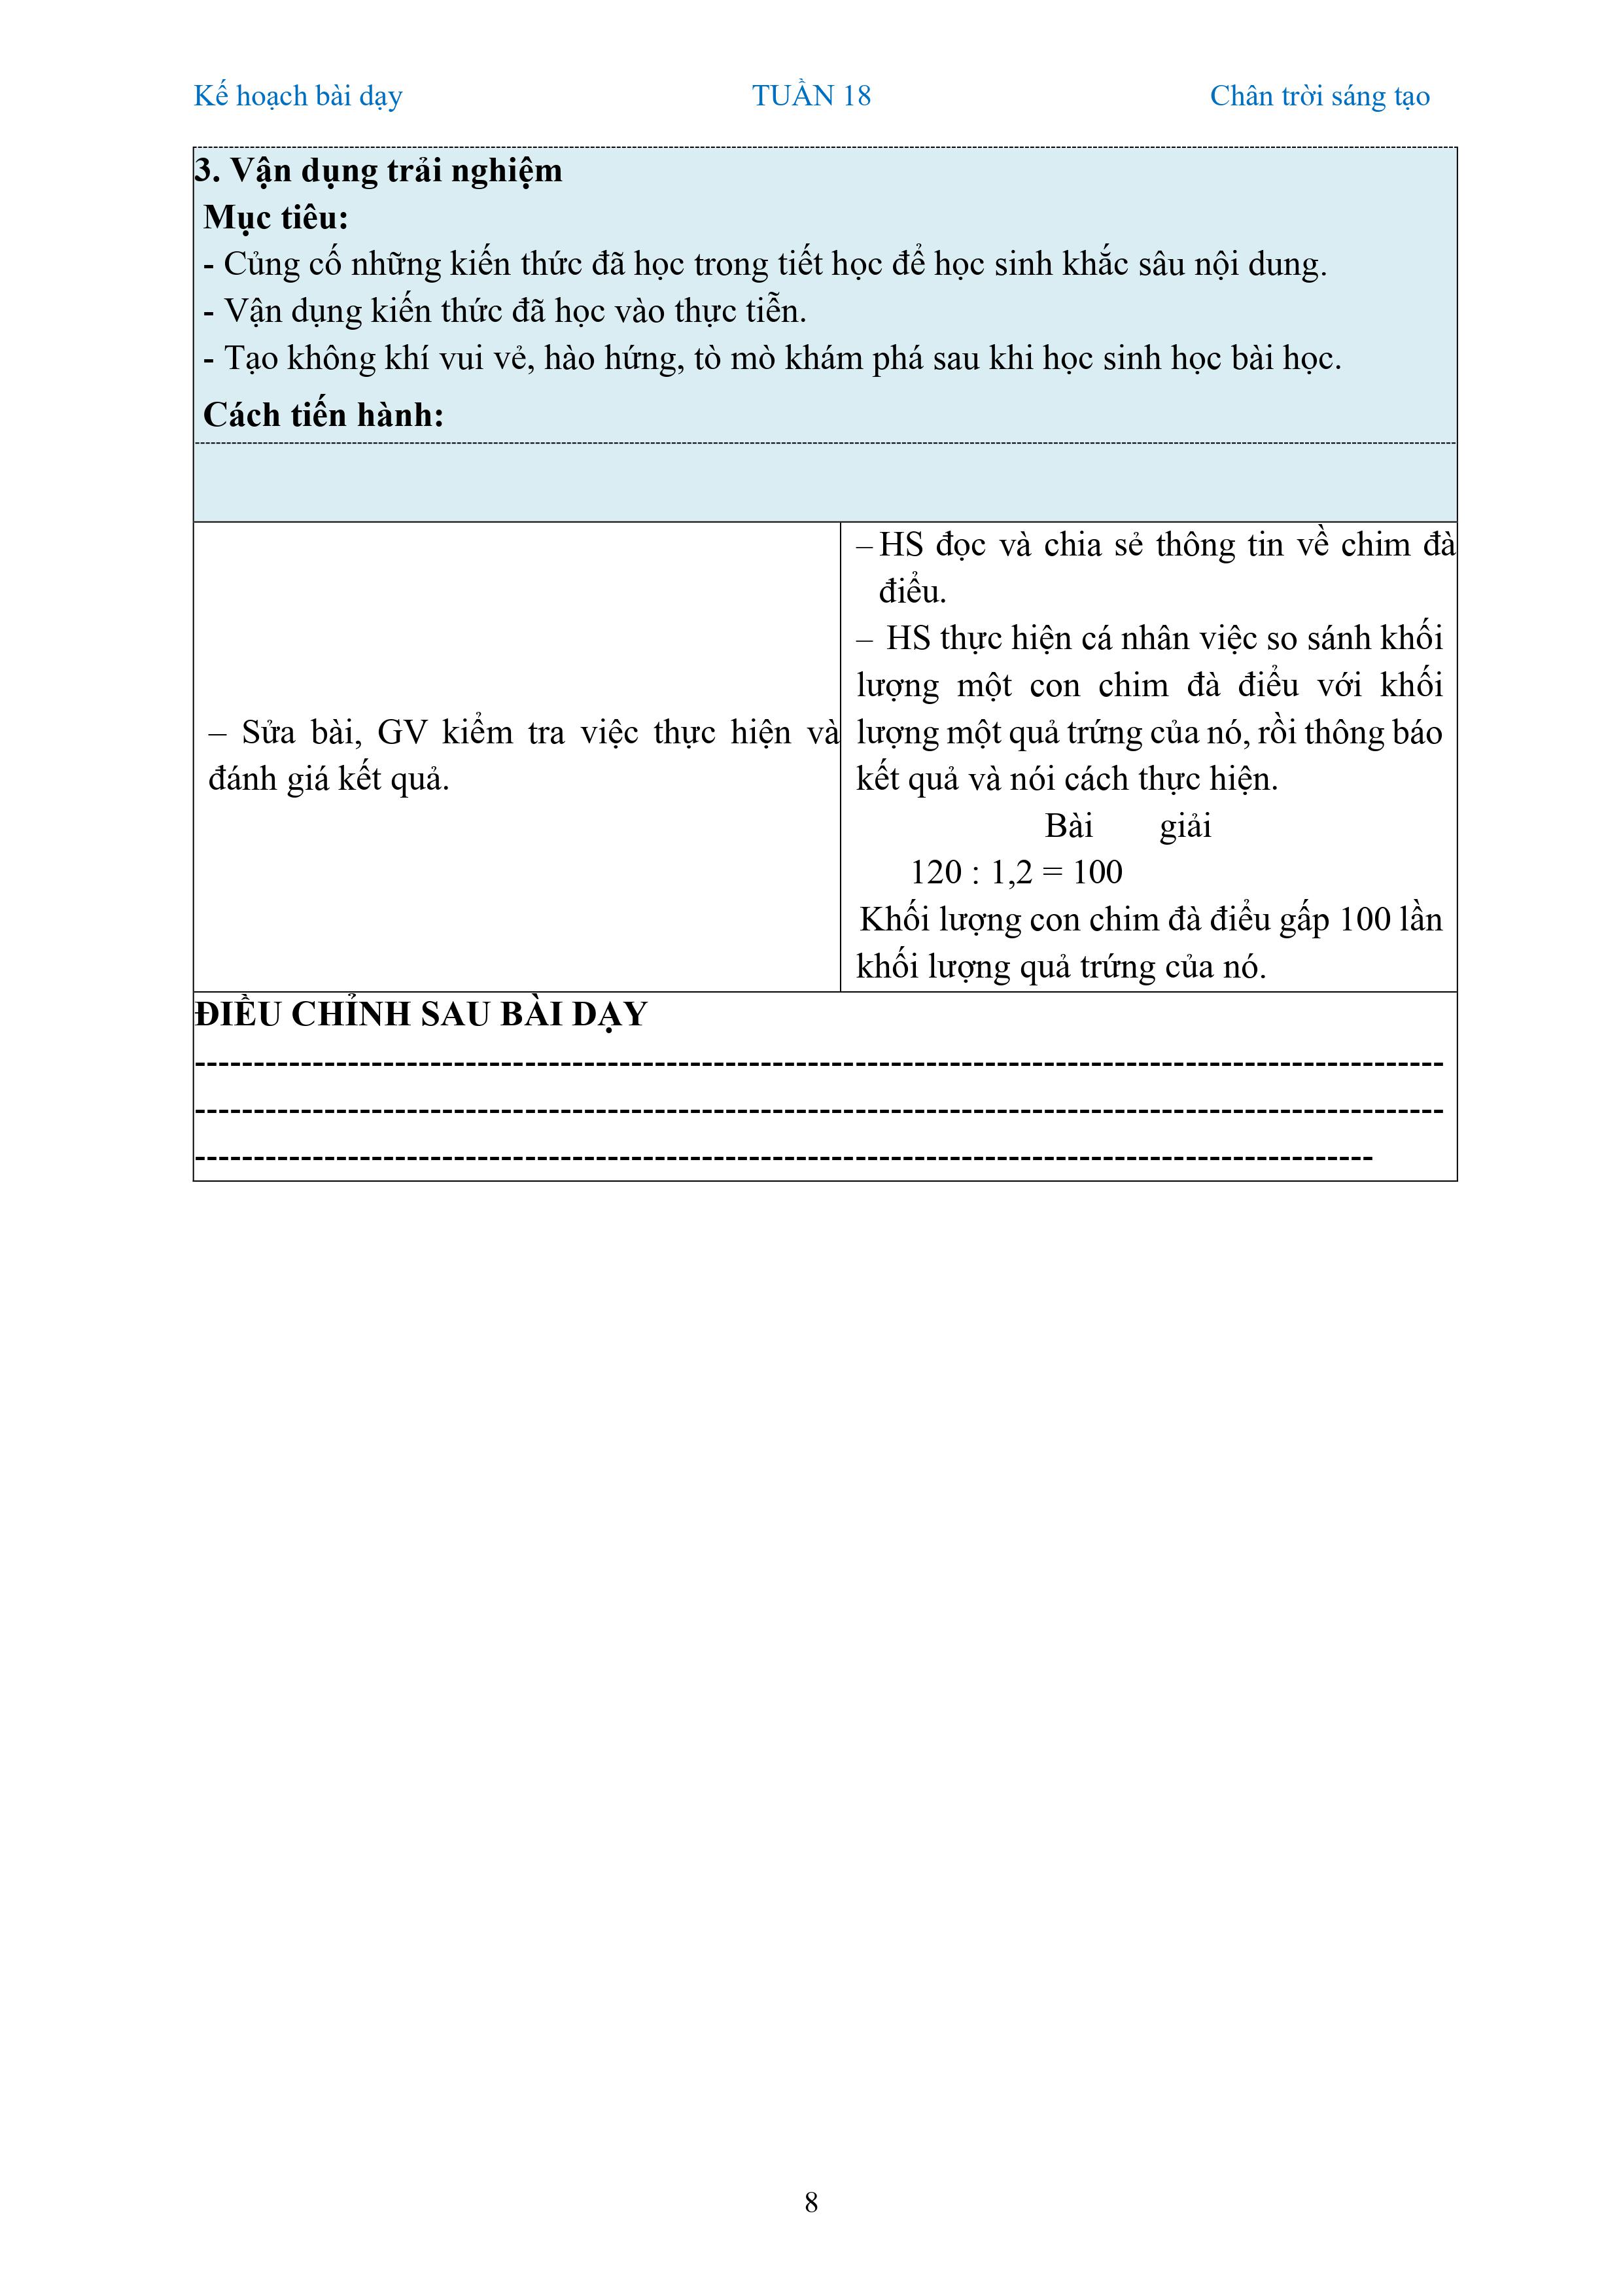 Kế hoạch bài dạy TUẦN 18 Chân trời sáng tạo
3. Vận dụng trải nghiệm
Mục tiêu:
- Củng cố những kiến thức đã học trong tiết học để học sinh khắc sâu nội dung.
- Vận dụng kiến thức đã học vào thực tiễn.
- Tạo không khí vui vẻ, hào hứng, tò mò khám phá sau khi học sinh học bài học.
Cách tiến hành:
– Sửa bài, GV kiểm tra việc thực hiện và
đánh giá kết quả.
– HS đọc và chia sẻ thông tin về chim đà
điểu.
– HS thực hiện cá nhân việc so sánh khối
lượng một con chim đà điểu với khối
lượng một quả trứng của nó, rồi thông báo
kết quả và nói cách thực hiện.
Bài giải
120 : 1,2 = 100
Khối lượng con chim đà điểu gấp 100 lần
khối lượng quả trứng của nó.
ĐIỀU CHỈNH SAU BÀI DẠY
8